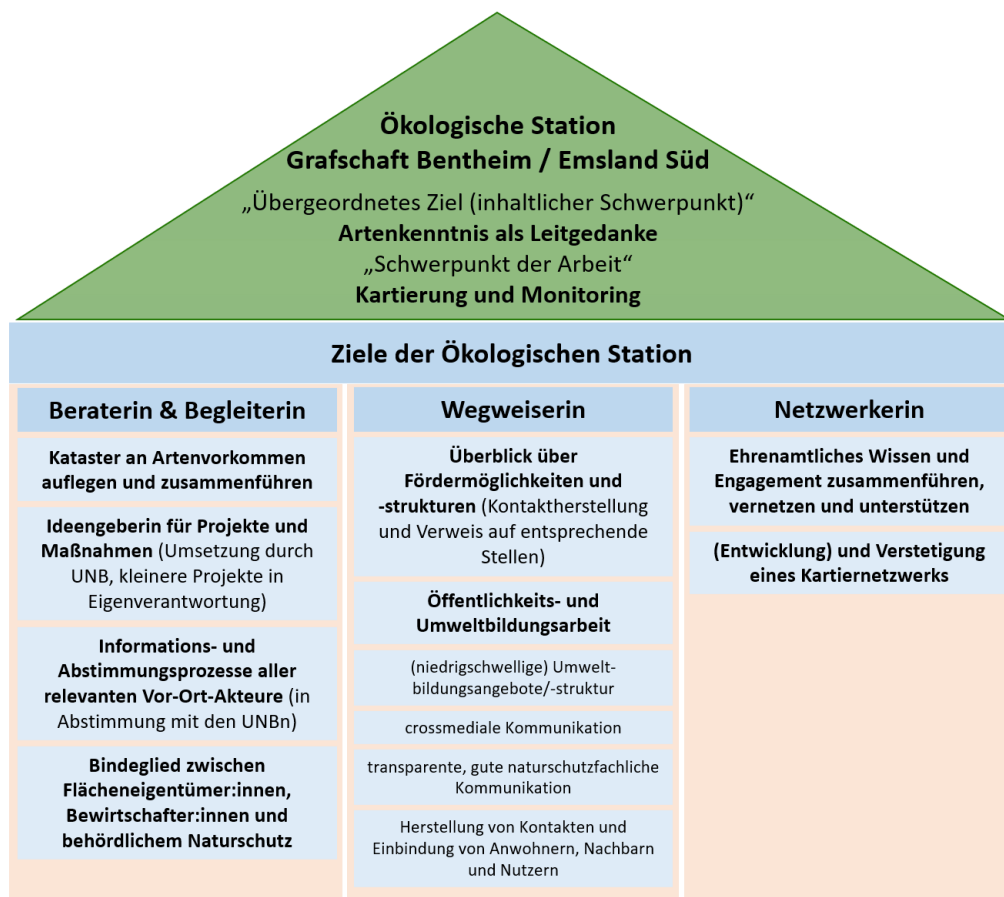 Ökologische Station
Grafschaft Bentheim / Emsland Süd
„Übergeordnetes Ziel (inhaltlicher Schwerpunkt)“
Artenkenntnis als Leitgedanke
„Schwerpunkt der Arbeit“
Kartierung und Monitoring
Ziele der Ökologischen Station
Beraterin & Begleiterin
Kataster an Artenvorkommen
auflegen und zusammenführen
Ideengeberin für Projekte und
Maßnahmen (Umsetzung durch
UNB, kleinere Projekte in
Eigenverantwortung)
Informations- und
Abstimmungsprozesse aller
relevanten Vor-Ort-Akteure (in
Abstimmung mit den UNBn)
Bindeglied zwischen
Flächeneigentümer:innen,
Bewirtschafter:innen und
behördlichem Naturschutz
Wegweiserin
Überblick über
Fördermöglichkeiten und
-strukturen (Kontaktherstellung
und Verweis auf entsprechende
Stellen)
Öffentlichkeits- und
Umweltbildungsarbeit
(niedrigschwellige) Umwelt-
bildungsangebote/-struktur
crossmediale Kommunikation
transparente, gute naturschutzfachliche
Kommunikation
Herstellung von Kontakten und
Einbindung von Anwohnern, Nachbarn
und Nutzern
Netzwerkerin
Ehrenamtliches Wissen und
Engagement zusammenführen,
vernetzen und unterstützen
(Entwicklung) und Verstetigung
eines Kartiernetzwerks